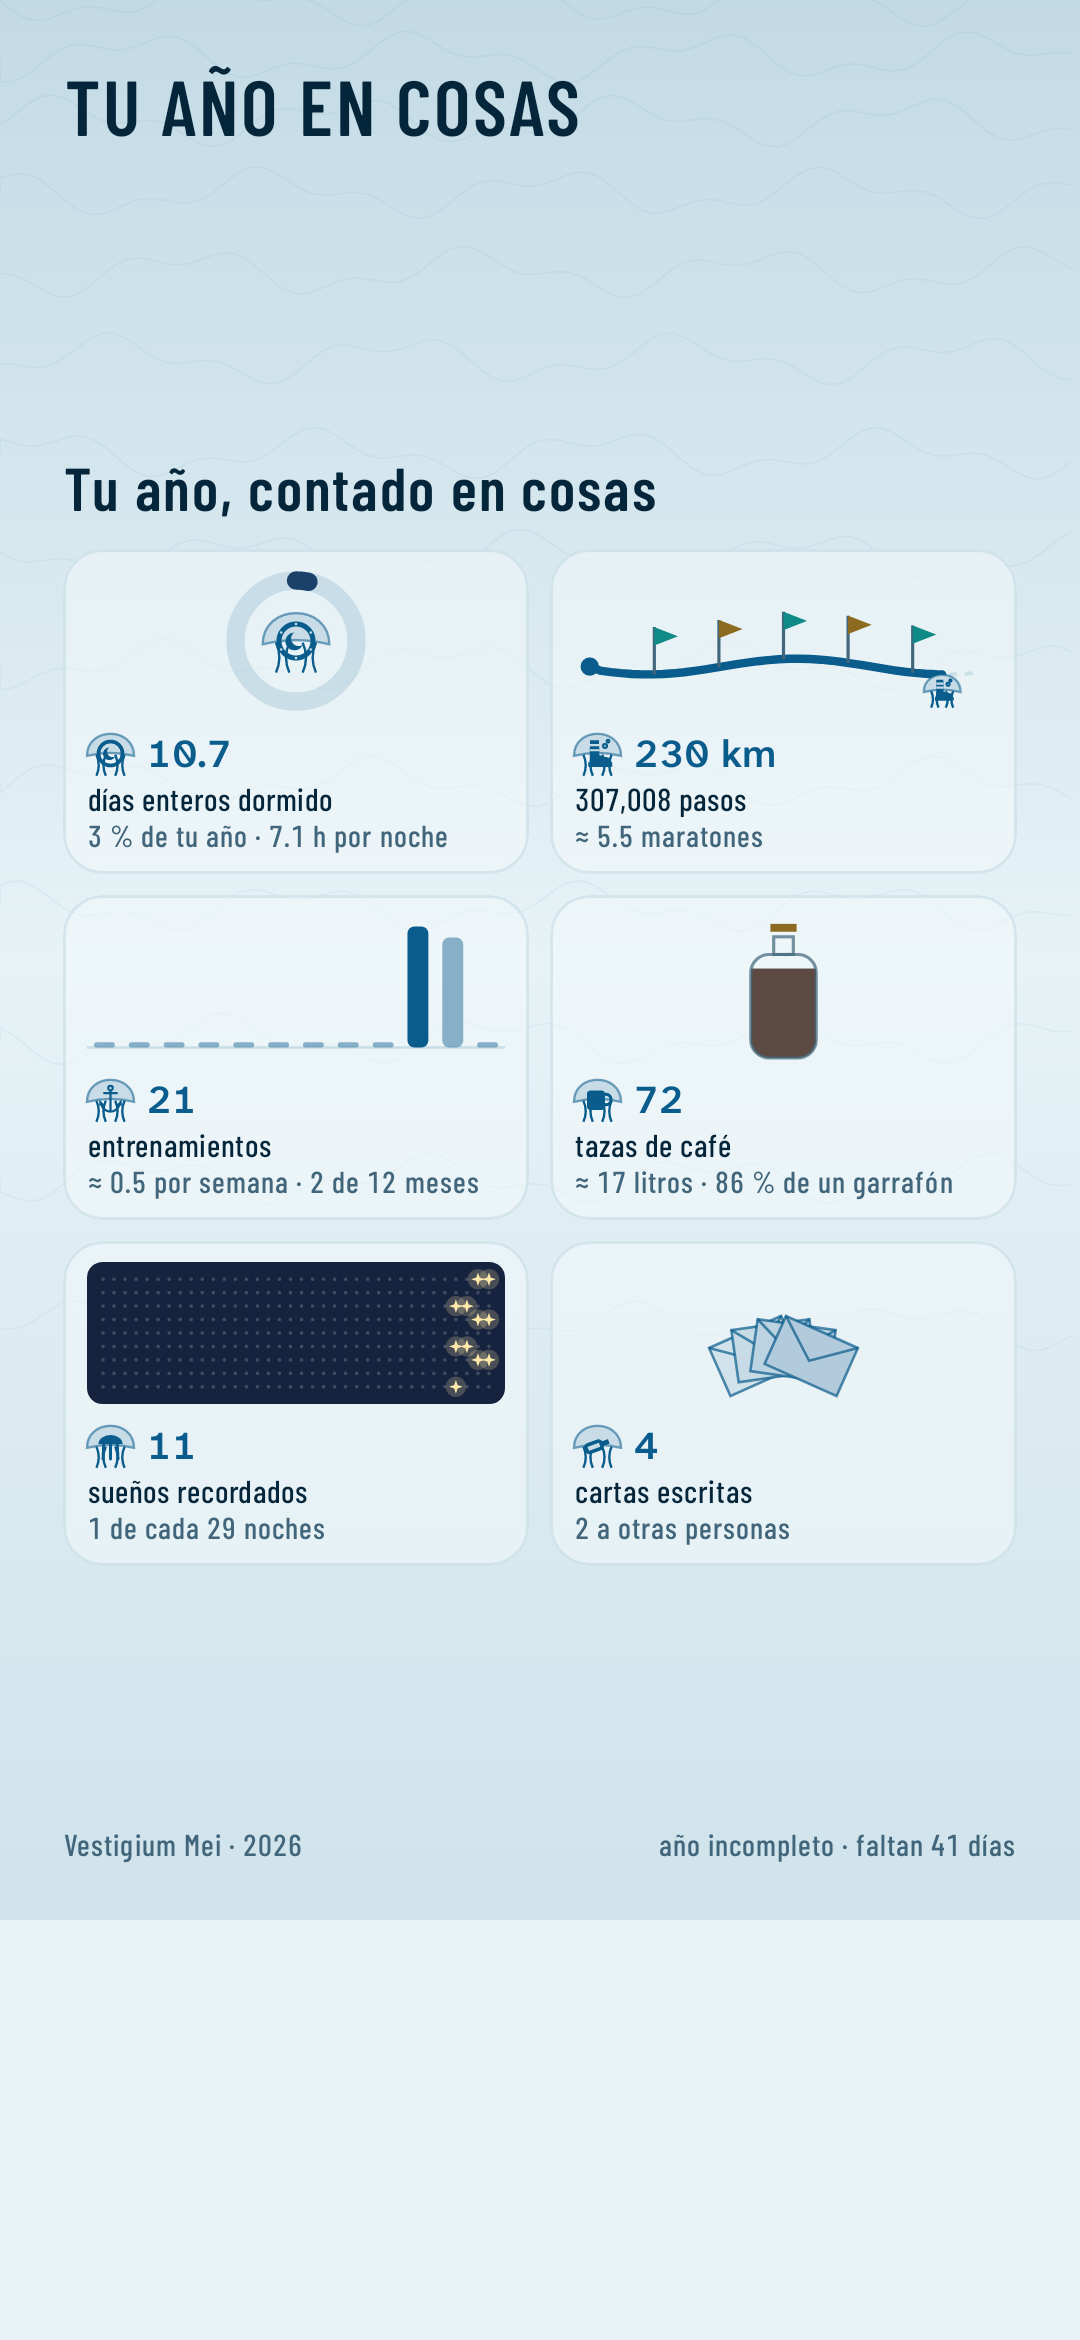 TU AÑO EN COSAS
Tu año, contado en cosas
10.7
días enteros dormido
3 % de tu año · 7.1 h por noche
230 km
307,008 pasos
≈ 5.5 maratones
21
entrenamientos
≈ 0.5 por semana · 2 de 12 meses
72
tazas de café
≈ 17 litros · 86 % de un garrafón
11
sueños recordados
1 de cada 29 noches
4
cartas escritas
2 a otras personas
Vestigium Mei · 2026
año incompleto · faltan 41 días